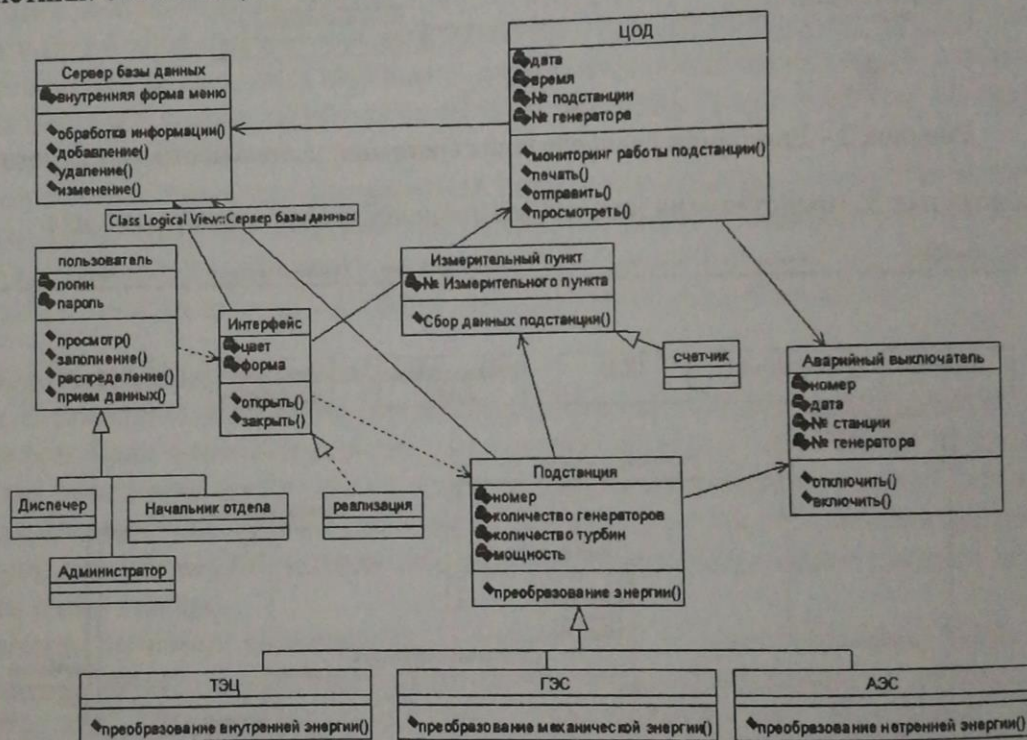 ЦОД
дата
время
№ подстанции
№ генератора
мониторинг работы подстанции()
печать()
отправить()
просмотреть()
Сервер базы данных
внутренняя форма меню
обработка информации()
добавление()
удаление()
изменение()
Class Logical View::Сервер базы данных
пользователь
логин
пароль
просмотр()
заполнение()
распределение()
прием данных()
Интерфейс
цвет
форма
открыть()
закрыть()
Измерительный пункт
№ Измерительного пункта
Сбор данных подстанции()
счетчик
Аварийный выключатель
номер
дата
№ станции
№ генератора
отключить()
включить()
Диспечер
Начальник отдела
Администратор
реализация
Подстанция
номер
количество генераторов
количество турбин
мощность
преобразование энергии()
ТЭЦ
преобразование внутренней энергии()
ГЭС
преобразование механической энергии()
АЭС
преобразование нетренней энергии()